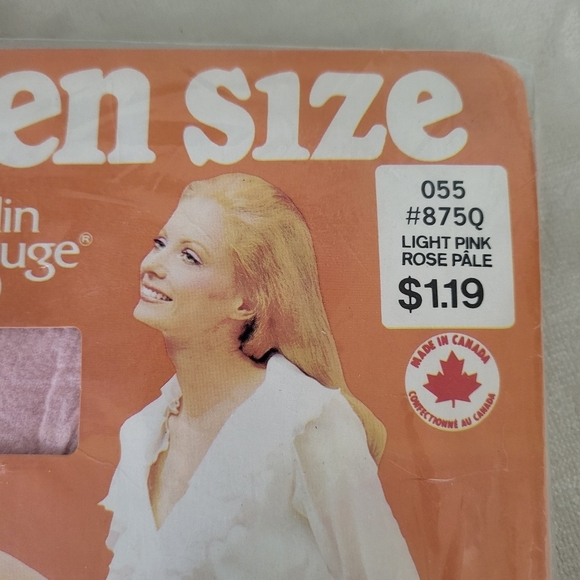 en size
lin
uge®
055
#875Q
LIGHT PINK
ROSE PÂLE
$1.19
MADE IN CANADA
CONFECTIONNÉ AU CANADA